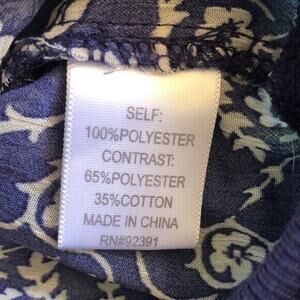 SELF:
100%POLYESTER
CONTRAST:
65%POLYESTER
35%COTTON
MADE IN CHINA
RN#92391